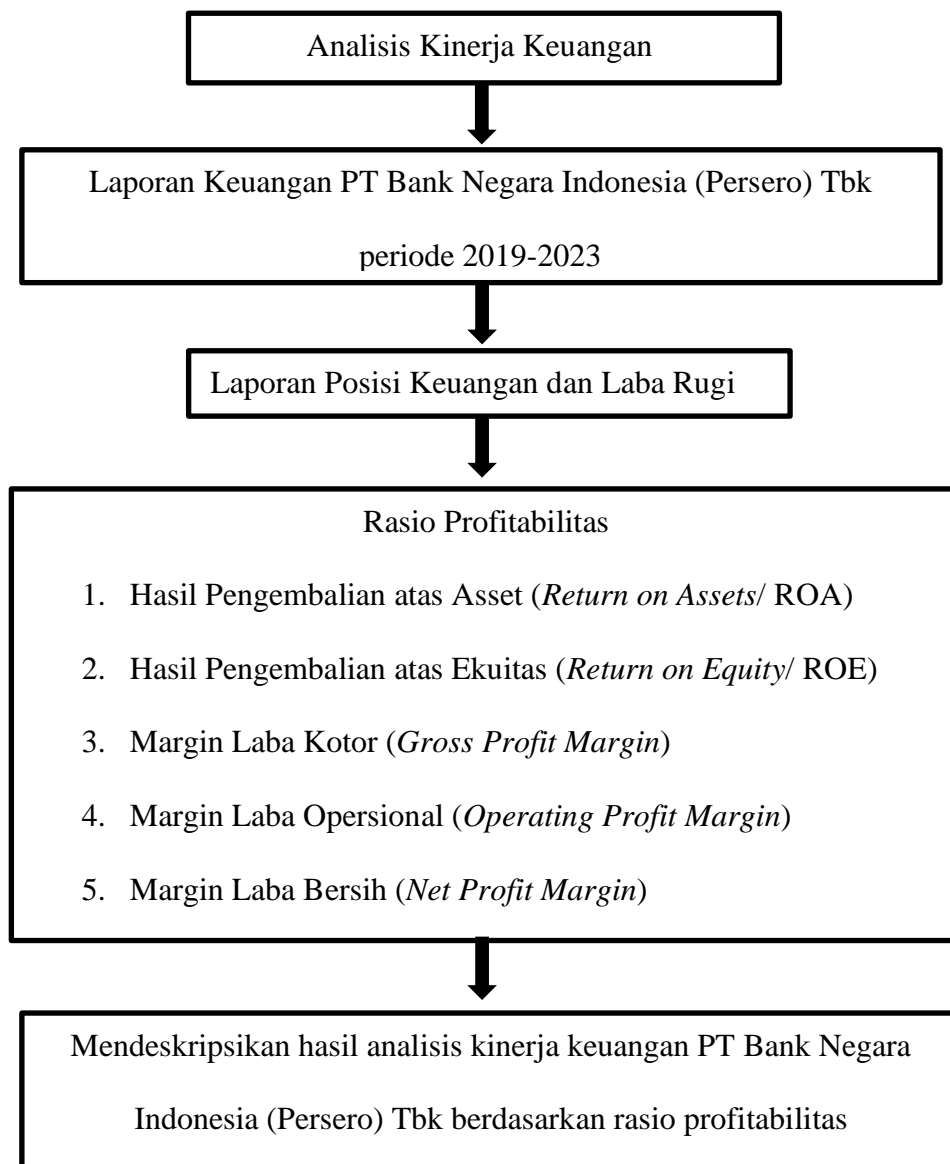 Analisis Kinerja Keuangan
Laporan Keuangan PT Bank Negara Indonesia (Persero) Tbk
periode 2019-2023
Laporan Posisi Keuangan dan Laba Rugi
Rasio Profitabilitas
1. Hasil Pengembalian atas Asset (Return on Assets/ ROA)
2. Hasil Pengembalian atas Ekuitas (Return on Equity/ ROE)
3. Margin Laba Kotor (Gross Profit Margin)
4. Margin Laba Opersional (Operating Profit Margin)
5. Margin Laba Bersih (Net Profit Margin)
Mendeskripsikan hasil analisis kinerja keuangan PT Bank Negara
Indonesia (Persero) Tbk berdasarkan rasio profitabilitas